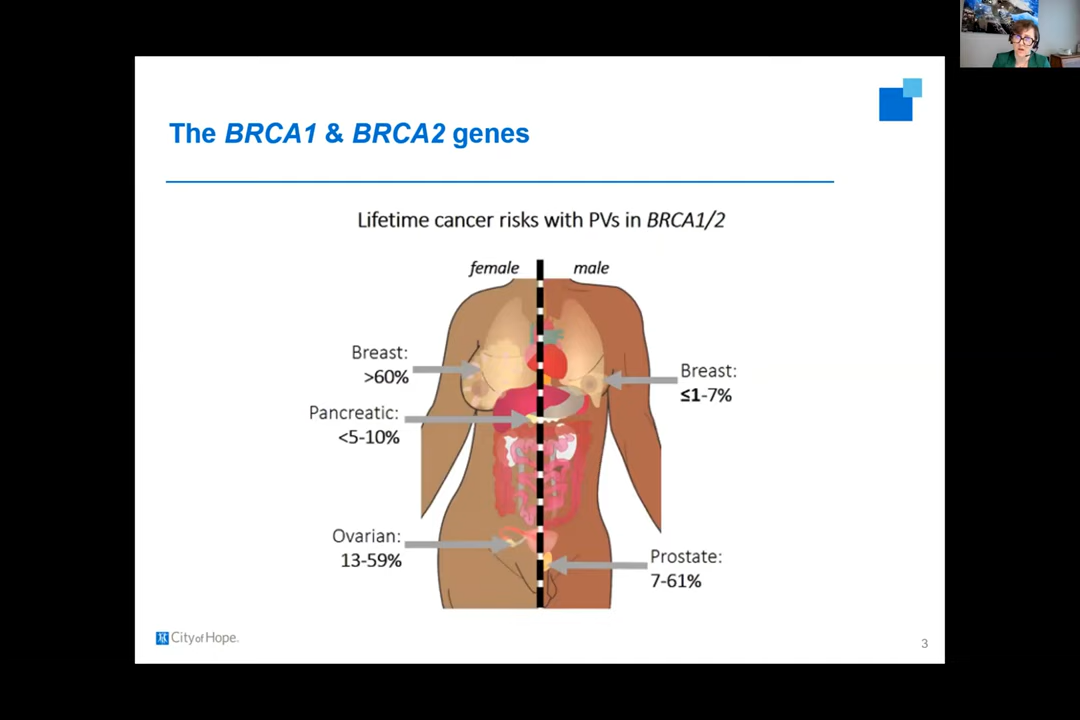 The BRCA1 & BRCA2 genes
Lifetime cancer risks with PVs in BRCA1/2
female
male
Breast:
>60%
Breast:
≤1-7%
Pancreatic:
<5-10%
Ovarian:
13-59%
Prostate:
7-61%
City of Hope.
3